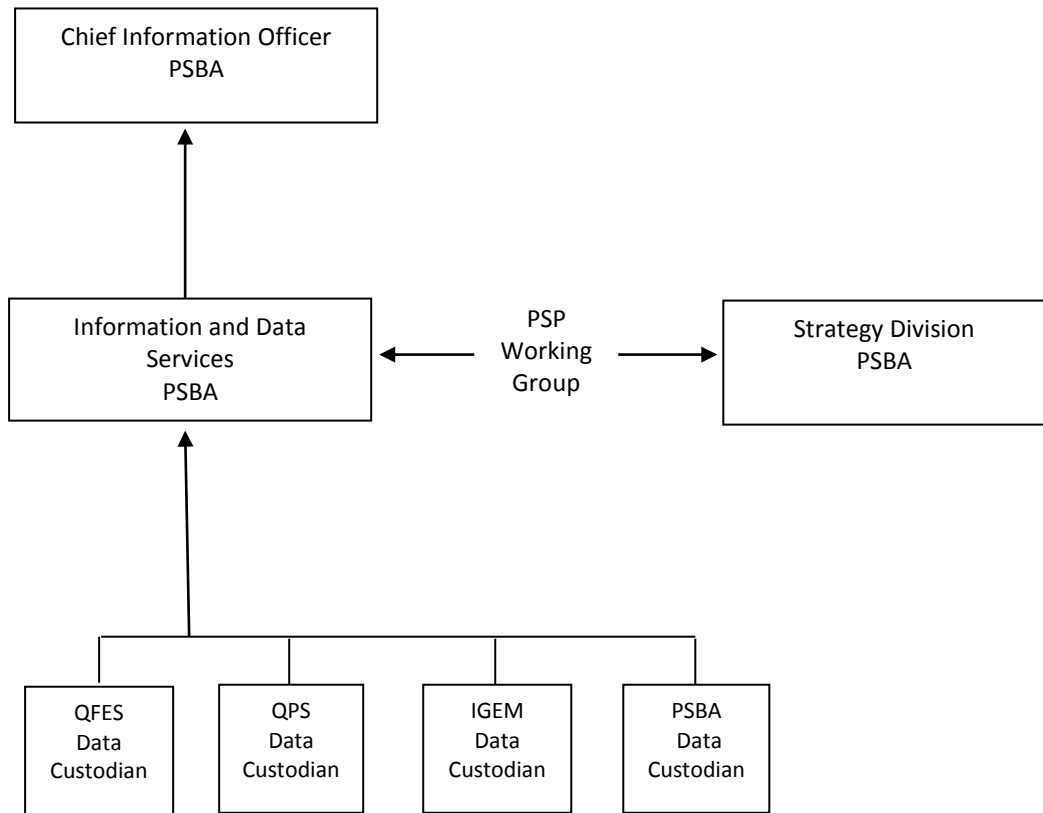 Chief Information Officer
PSBA
Information and Data
Services
PSBA
PSP
Working
Group
Strategy Division
PSBA
QFES
Data
Custodian
QPS
Data
Custodian
IGEM
Data
Custodian
PSBA
Data
Custodian